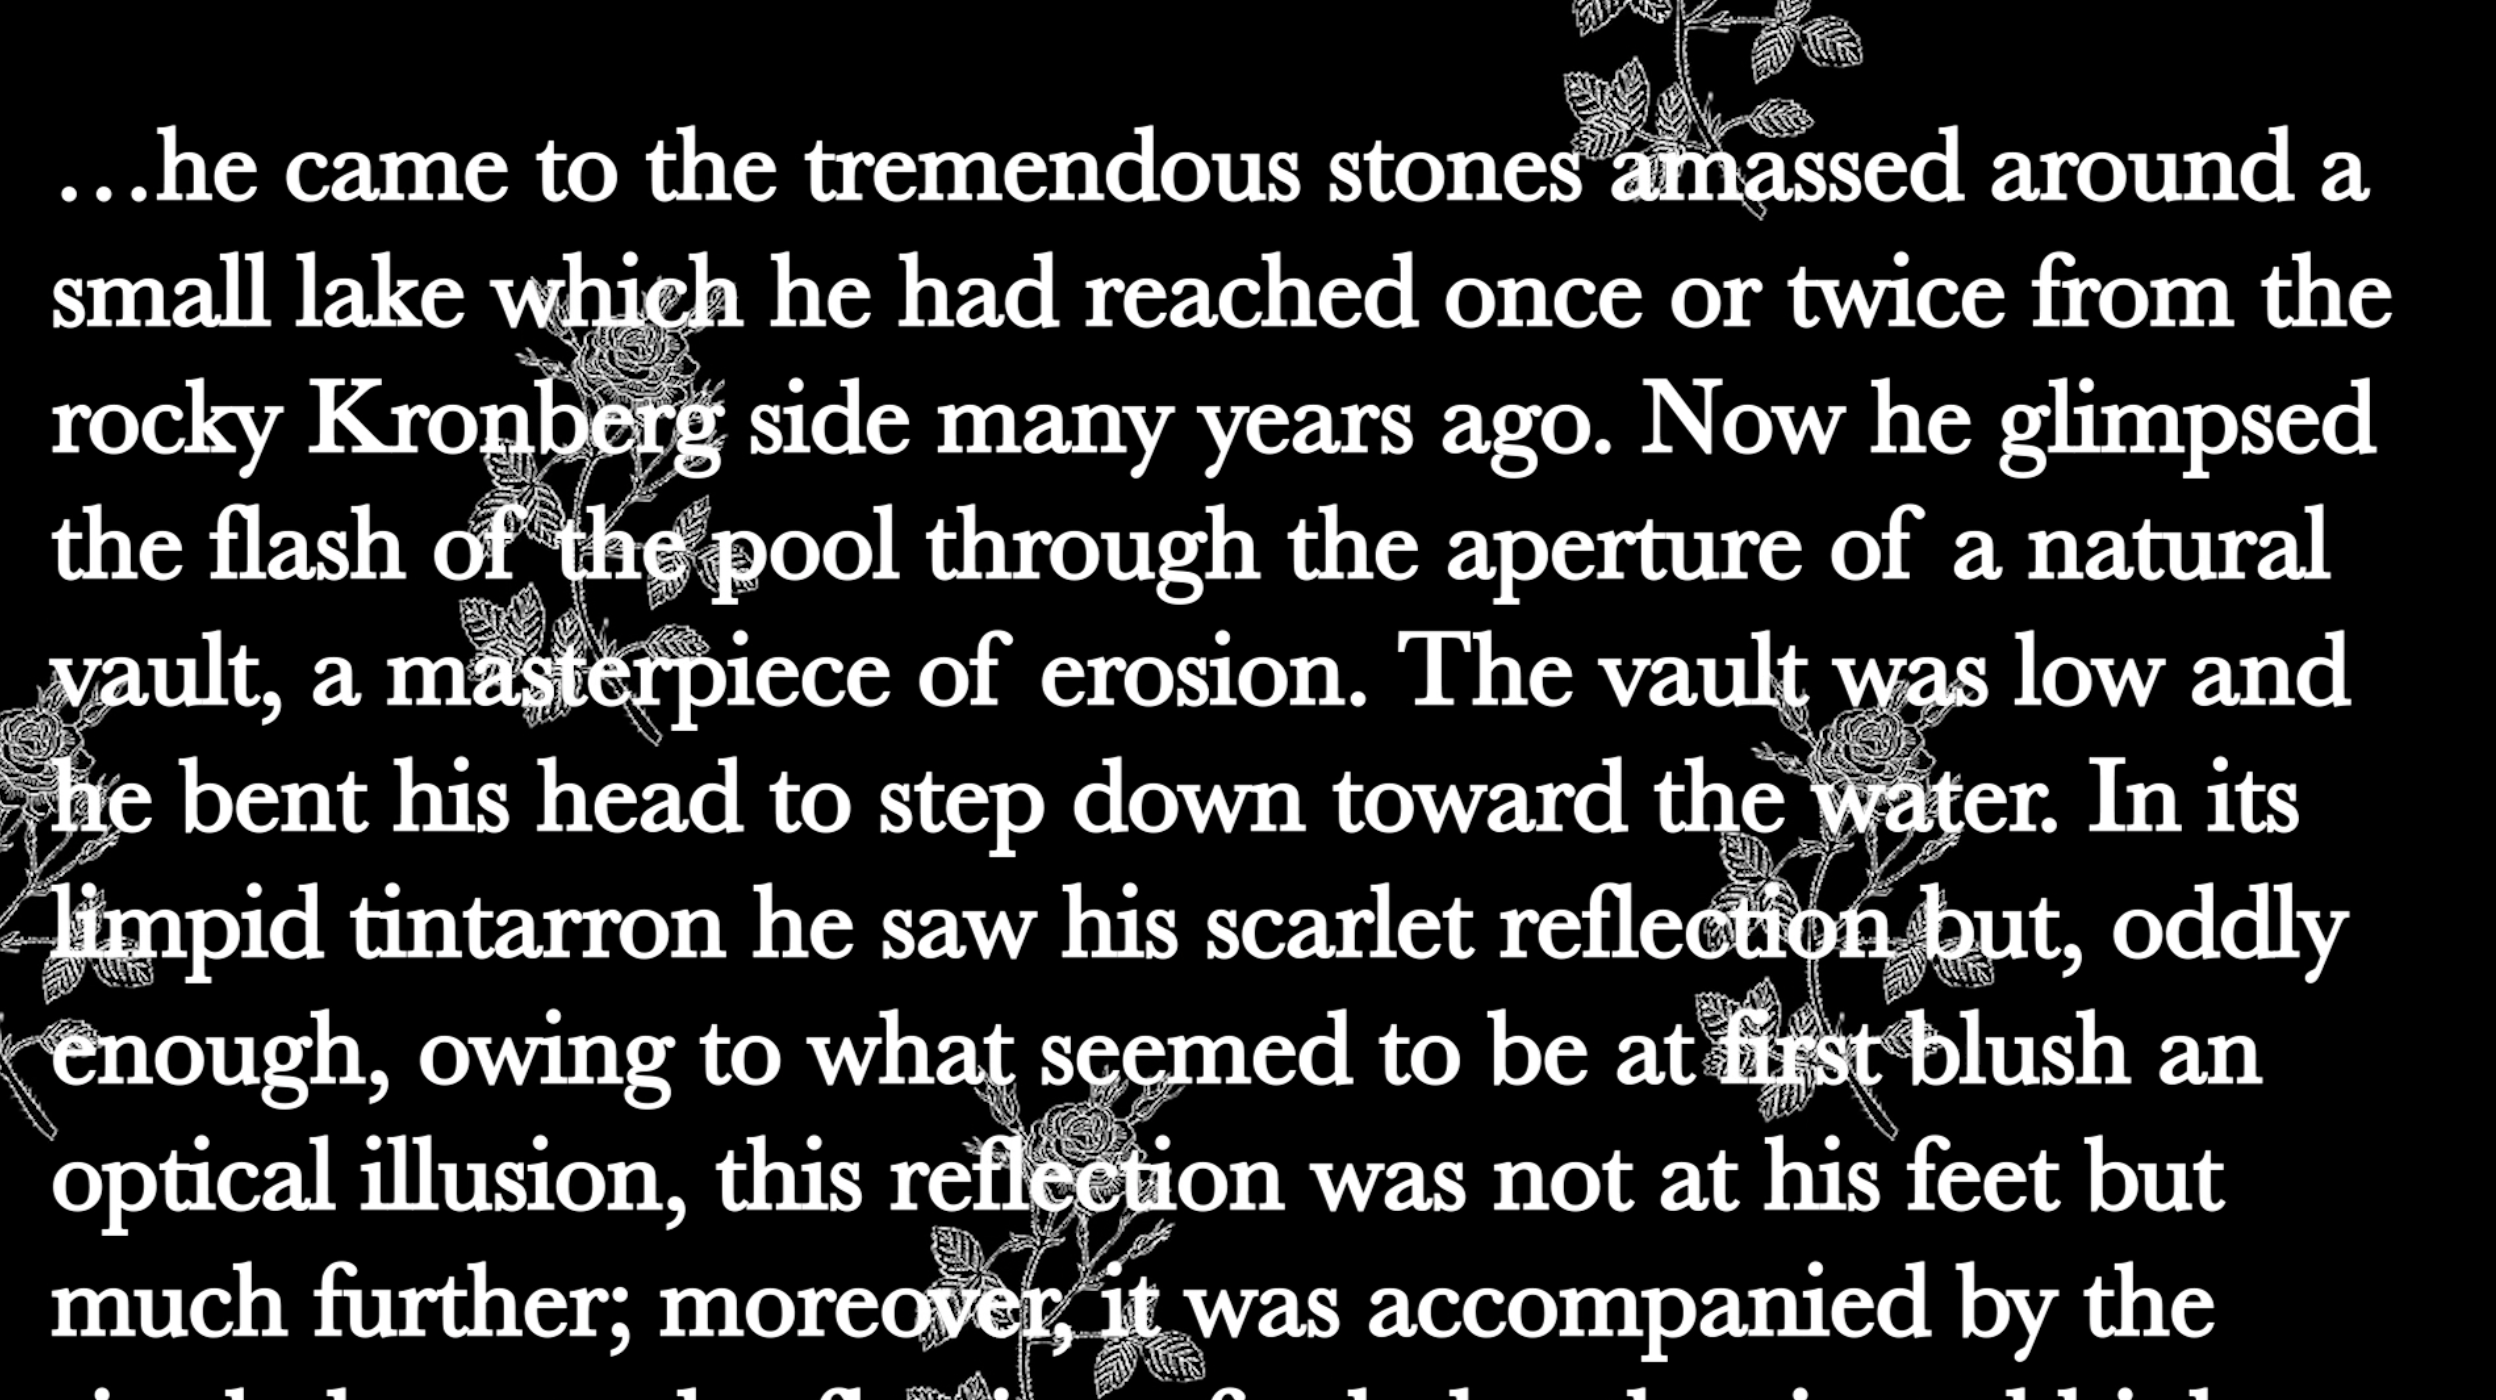 …he came to the tremendous stones amassed around a
small lake which he had reached once or twice from the
rocky Kronberg side many years ago. Now he glimpsed
the flash of the pool through the aperture of a natural
vault, a masterpiece of erosion. The vault was low and
he bent his head to step down toward the water. In its
limpid tintarron he saw his scarlet reflection but, oddly
enough, owing to what seemed to be at first blush an
optical illusion, this reflection was not at his feet but
much further; moreover, it was accompanied by the